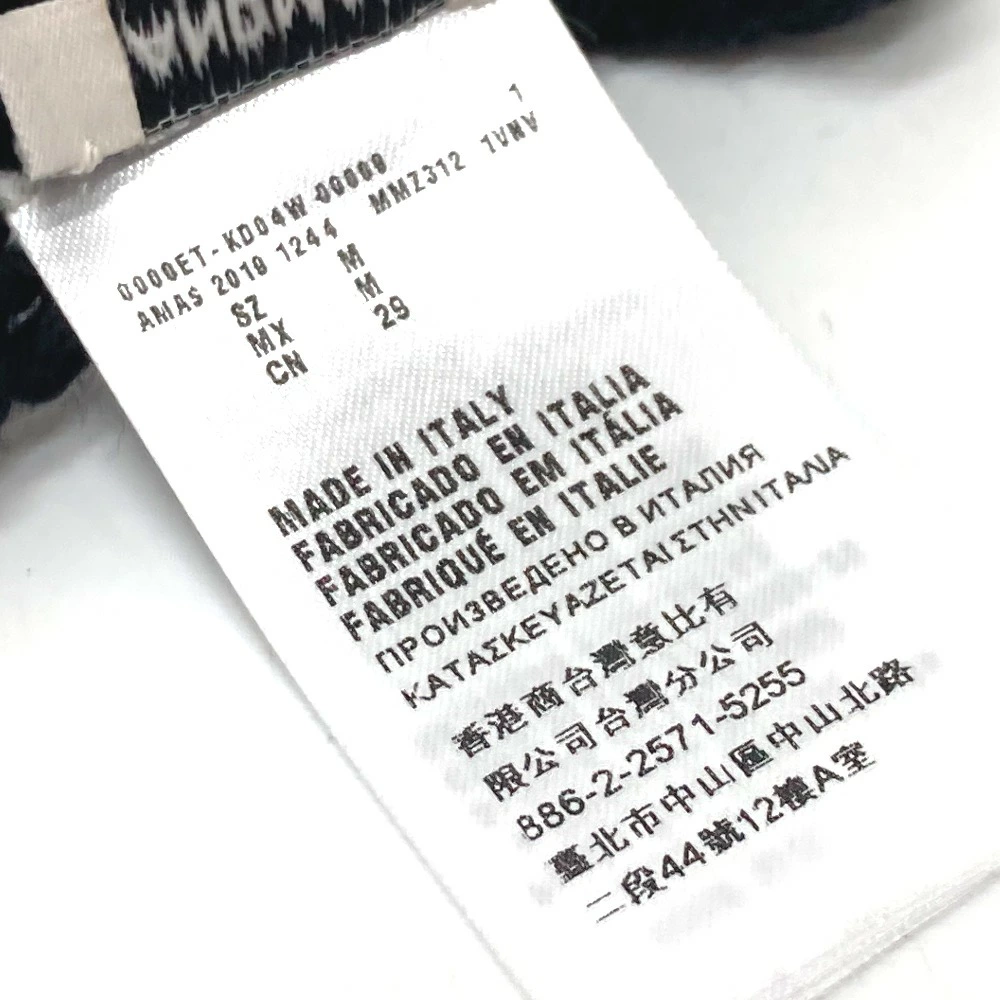 1
0000ET-KD04W 00000
AMAS 2019 1244 MMZ312 1VNV
SZ M
MX M
CN 29
MADE IN ITALY
FABRICADO EN ITALIA
FABRICADO EM ITÁLIA
FABRIQUÉ EN ITALIE
ПРОИЗВЕДЕНО В ИТАЛИЯ
ΚΑΤΑΣΚΕΥΑΖΕΤΑΙ ΣΤΗΝ ΙΤΑΛΙΑ
香港商台灣意比有
限公司台灣分公司
886-2-2571-5255
臺北市中山區中山北路
二段44號12樓A室